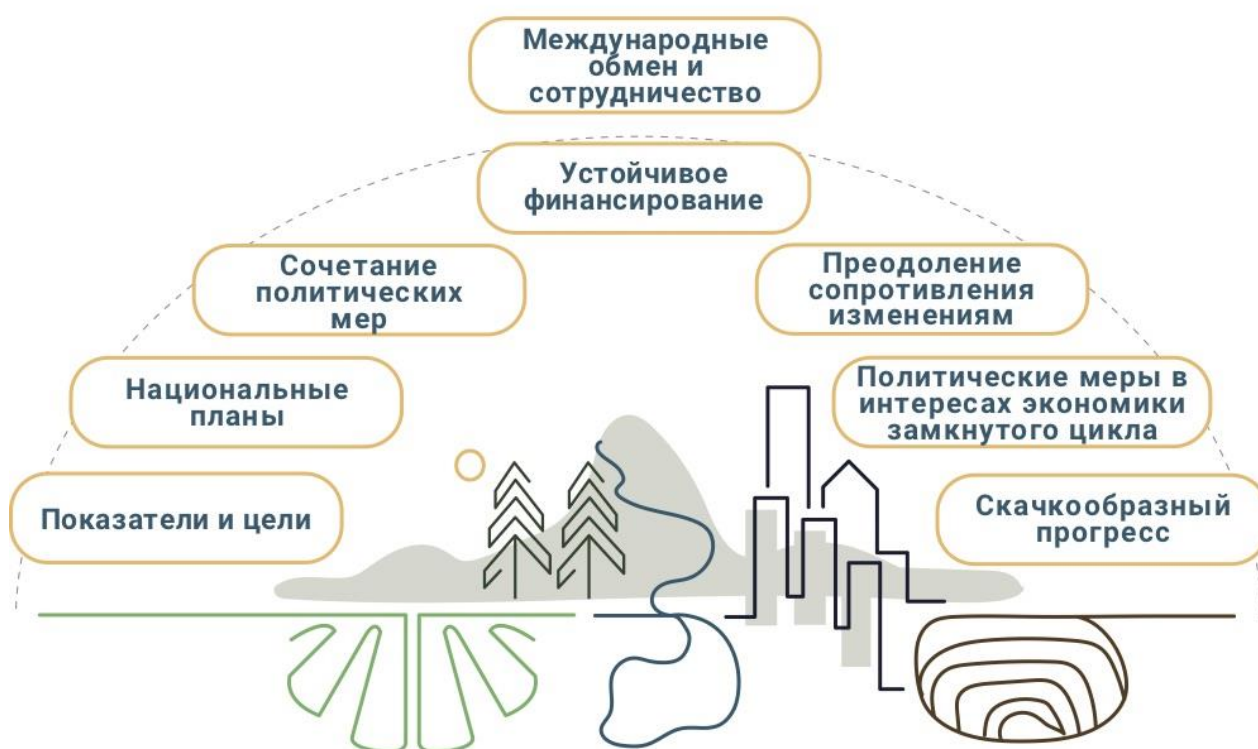 Международные
обмен и
сотрудничество
Устойчивое
финансирование
Сочетание
политических
мер
Преодоление
сопротивления
изменениям
Национальные
планы
Политические меры в
интересах экономики
замкнутого цикла
Показатели и цели
Скачкообразный
прогресс